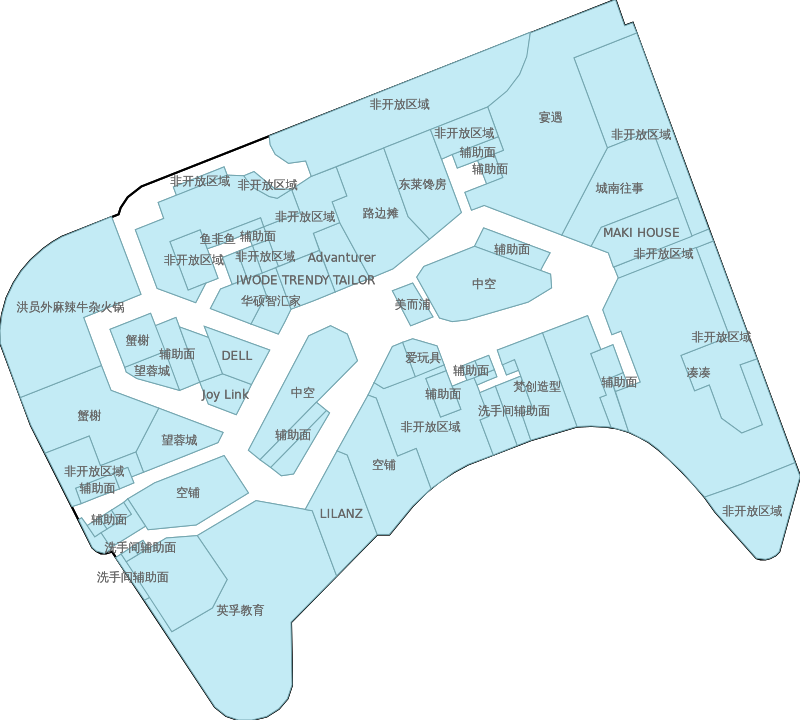 非开放区域
宴遇
非开放区域
辅助面
辅助面
非开放区域
非开放区域
非开放区域
东莱馋房
城南往事
路边摊
非开放区域
MAKI HOUSE
鱼非鱼
辅助面
辅助面
非开放区域
非开放区域
非开放区域
Advanturer
IWODE TRENDY TAILOR
中空
华硕智汇家
美而浦
洪员外麻辣牛杂火锅
非开放区域
蟹榭
辅助面
DELL
爱玩具
望蓉城
辅助面
凑凑
辅助面
梵创造型
Joy Link
中空
辅助面
蟹榭
洗手间辅助面
非开放区域
望蓉城
辅助面
空铺
非开放区域
辅助面
空铺
LILANZ
非开放区域
辅助面
洗手间辅助面
洗手间辅助面
英孚教育